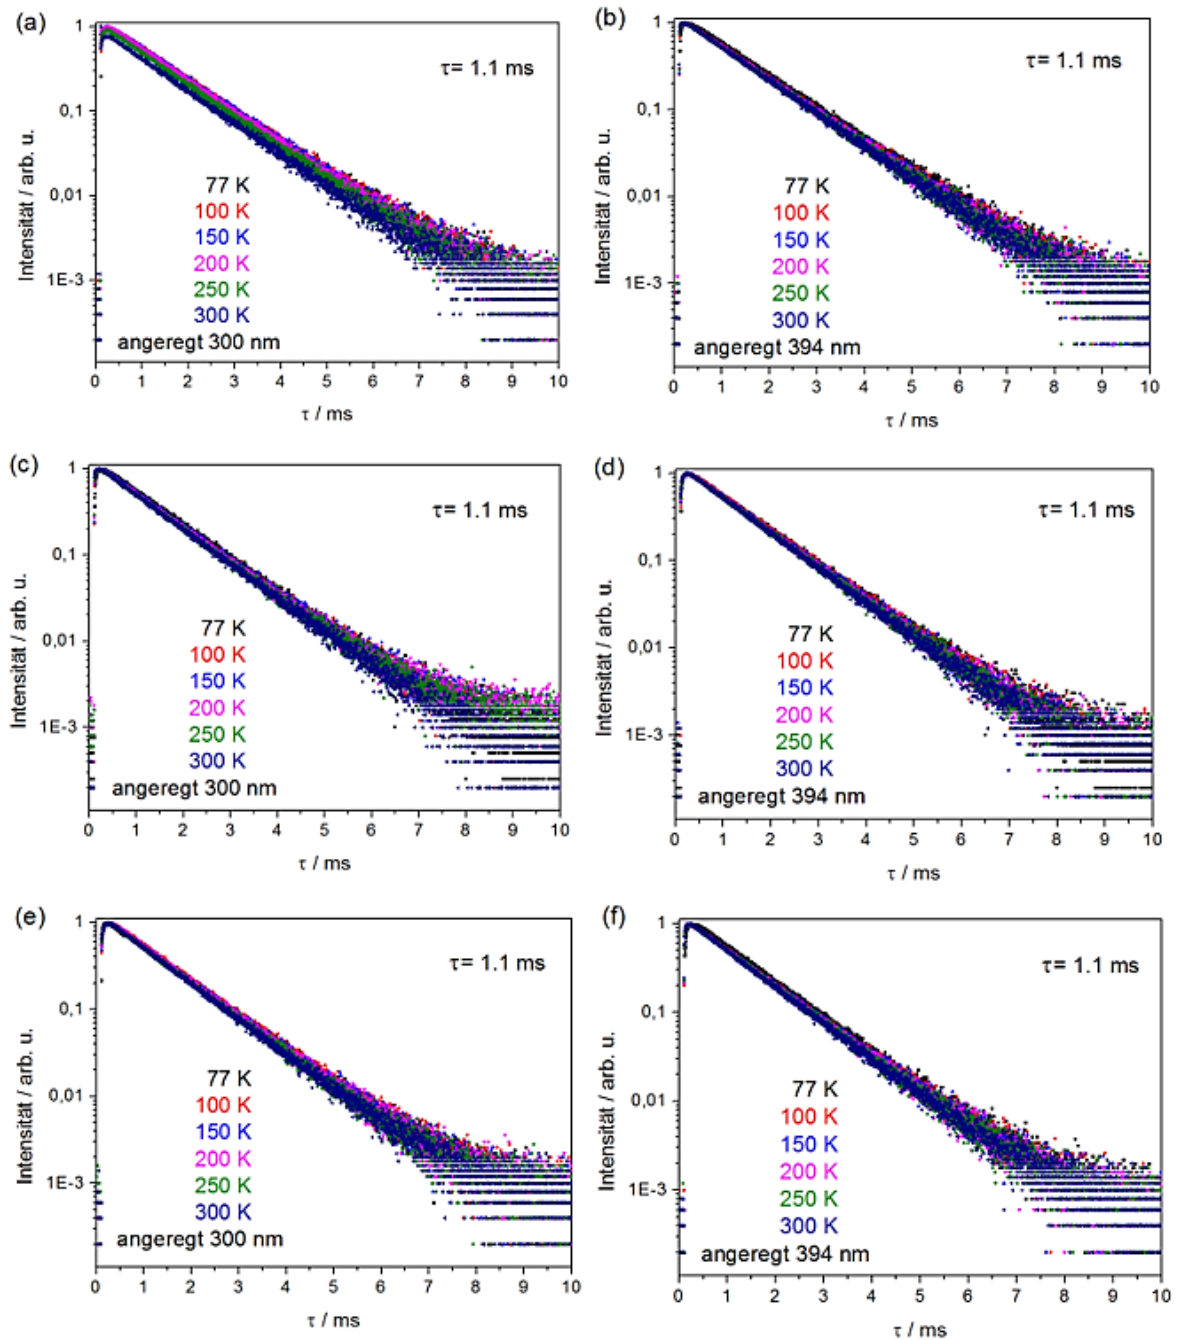 (a)
Intensität / arb. u.
1
0,1
0,01
1E-3
τ= 1.1 ms
77 K
100 K
150 K
200 K
250 K
300 K
angeregt 300 nm
0 1 2 3 4 5 6 7 8 9 10
τ / ms
(b)
Intensität / arb. u.
1
0,1
0,01
1E-3
τ= 1.1 ms
77 K
100 K
150 K
200 K
250 K
300 K
angeregt 394 nm
0 1 2 3 4 5 6 7 8 9 10
τ / ms
(c)
Intensität / arb. u.
1
0,1
0,01
1E-3
τ= 1.1 ms
77 K
100 K
150 K
200 K
250 K
300 K
angeregt 300 nm
0 1 2 3 4 5 6 7 8 9 10
τ / ms
(d)
Intensität / arb. u.
1
0,1
0,01
1E-3
τ= 1.1 ms
77 K
100 K
150 K
200 K
250 K
300 K
angeregt 394 nm
0 1 2 3 4 5 6 7 8 9 10
τ / ms
(e)
Intensität / arb. u.
1
0,1
0,01
1E-3
τ= 1.1 ms
77 K
100 K
150 K
200 K
250 K
300 K
angeregt 300 nm
0 1 2 3 4 5 6 7 8 9 10
τ / ms
(f)
Intensität / arb. u.
1
0,1
0,01
1E-3
τ= 1.1 ms
77 K
100 K
150 K
200 K
250 K
300 K
angeregt 394 nm
0 1 2 3 4 5 6 7 8 9 10
τ / ms